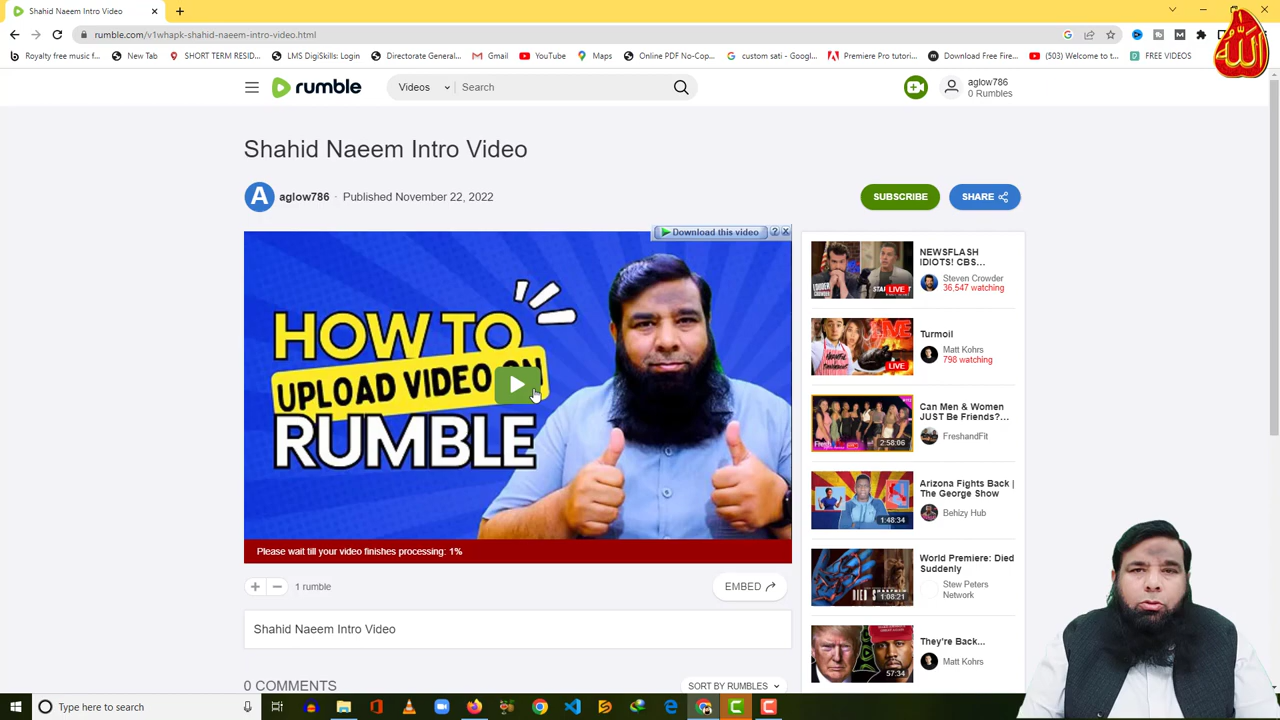 Shahid Naeem Intro Video
rumble.com/v1whapk-shahid-naeem-intro-video.html
Royalty free music f...
New Tab
SHORT TERM RESID...
LMS DigiSkills: Login
Directorate General...
Gmail
YouTube
Maps
Online PDF No-Cop...
custom sati - Googl...
Premiere Pro tutori...
Download Free Fire...
(503) Welcome to t...
FREE VIDEOS
الله
rumble
Videos
Search
aglow786
0 Rumbles
Shahid Naeem Intro Video
A
aglow786 · Published November 22, 2022
SUBSCRIBE
SHARE
Download this video
HOW TO
UPLOAD VIDEO ON
RUMBLE
Please wait till your video finishes processing: 1%
1 rumble
EMBED
Shahid Naeem Intro Video
0 COMMENTS
SORT BY RUMBLES
NEWSFLASH
IDIOTS! CBS...
Steven Crowder
36,547 watching
LIVE
Turmoil
Matt Kohrs
798 watching
LIVE
Can Men & Women
JUST Be Friends?...
FreshandFit
2:58:06
Arizona Fights Back |
The George Show
Behizy Hub
1:48:34
World Premiere: Died
Suddenly
Stew Peters
Network
1:08:21
They're Back...
Matt Kohrs
57:34
Type here to search